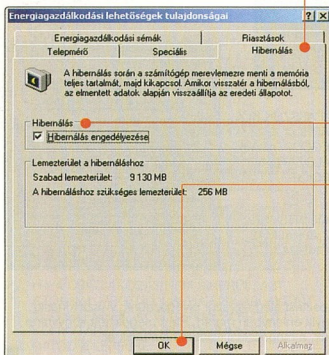 Energiagazdálkodási lehetőségek tulajdonságai
Energiagazdálkodási sémák
Riasztások
Telepmérő
Speciális
Hibernálás
A hibernálás során a számítógép merevlemezre menti a memória
teljes tartalmát, majd kikapcsol. Amikor visszatér a hibernálásból,
az elmentett adatok alapján visszaállítja az eredeti állapotot.
Hibernálás
Hibernálás engedélyezése
Lemezterület a hibernáláshoz
Szabad lemezterület: 9 130 MB
A hibernáláshoz szükséges lemezterület: 256 MB
OK
Mégse
Alkalmaz